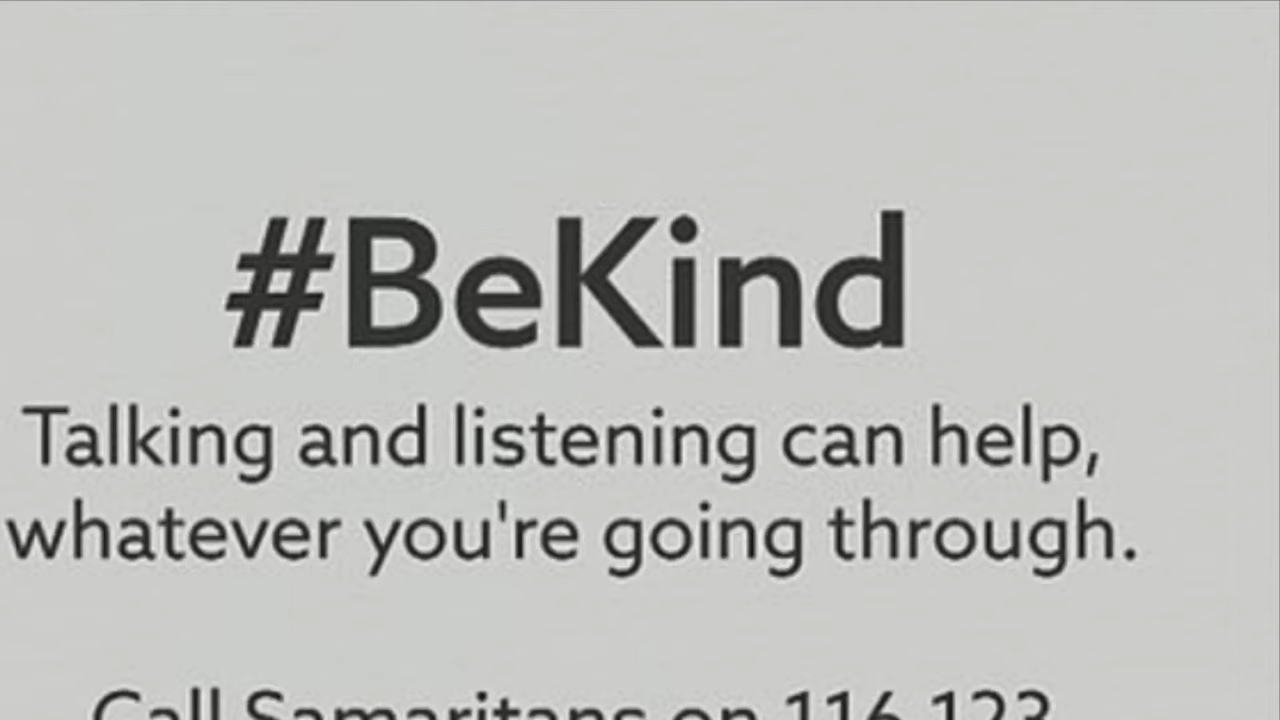 #BeKind
Talking and listening can help,
whatever you're going through.
Call Samaritans on 116 123